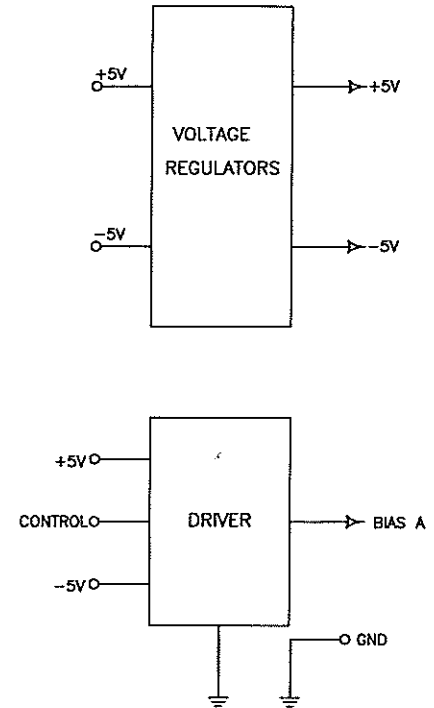 +5V
+5V
VOLTAGE
REGULATORS
-5V
-5V
+5V
CONTROL
DRIVER
BIAS A
-5V
GND